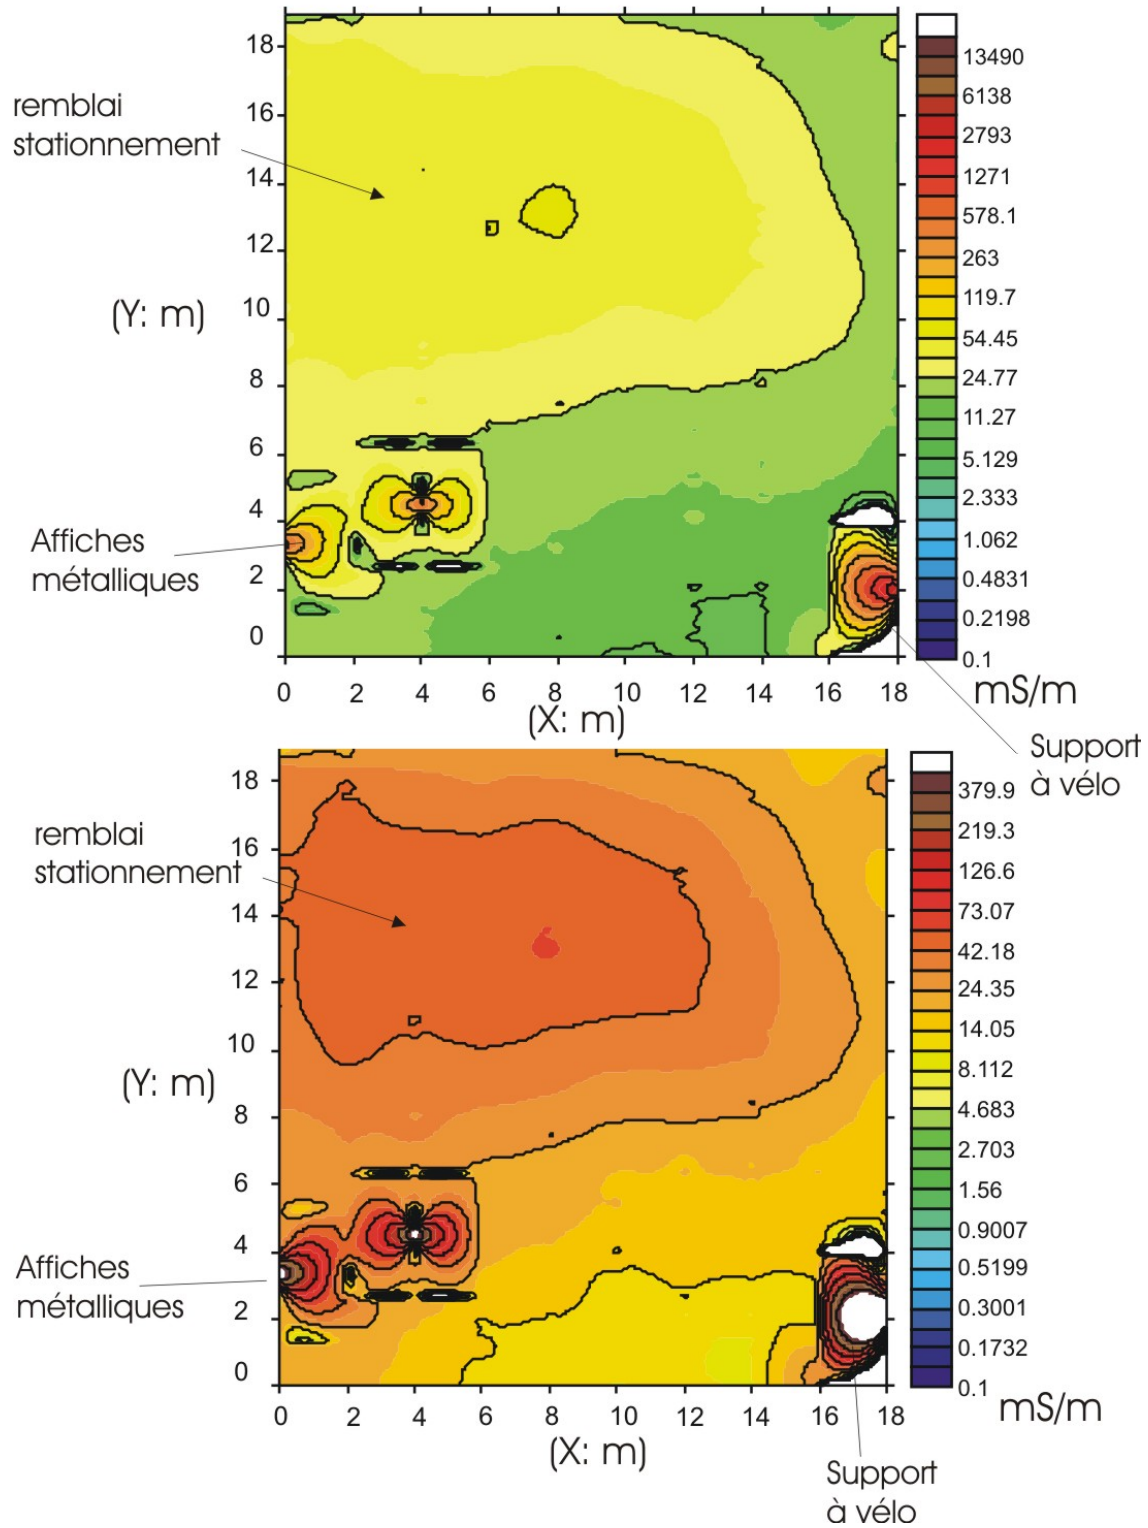 18
16
14
12
10
8
6
4
2
0
remblai
stationnement
(Y: m)
Affiches
métalliques
0 2 4 6 8 10 12 14 16 18
(X: m)
13490
6138
2793
1271
578.1
263
119.7
54.45
24.77
11.27
5.129
2.333
1.062
0.4831
0.2198
0.1
mS/m
Support
à vélo
18
16
14
12
10
8
6
4
2
0
remblai
stationnement
(Y: m)
Affiches
métalliques
0 2 4 6 8 10 12 14 16 18
(X: m)
379.9
219.3
126.6
73.07
42.18
24.35
14.05
8.112
4.683
2.703
1.56
0.9007
0.5199
0.3001
0.1732
0.1
mS/m
Support
à vélo